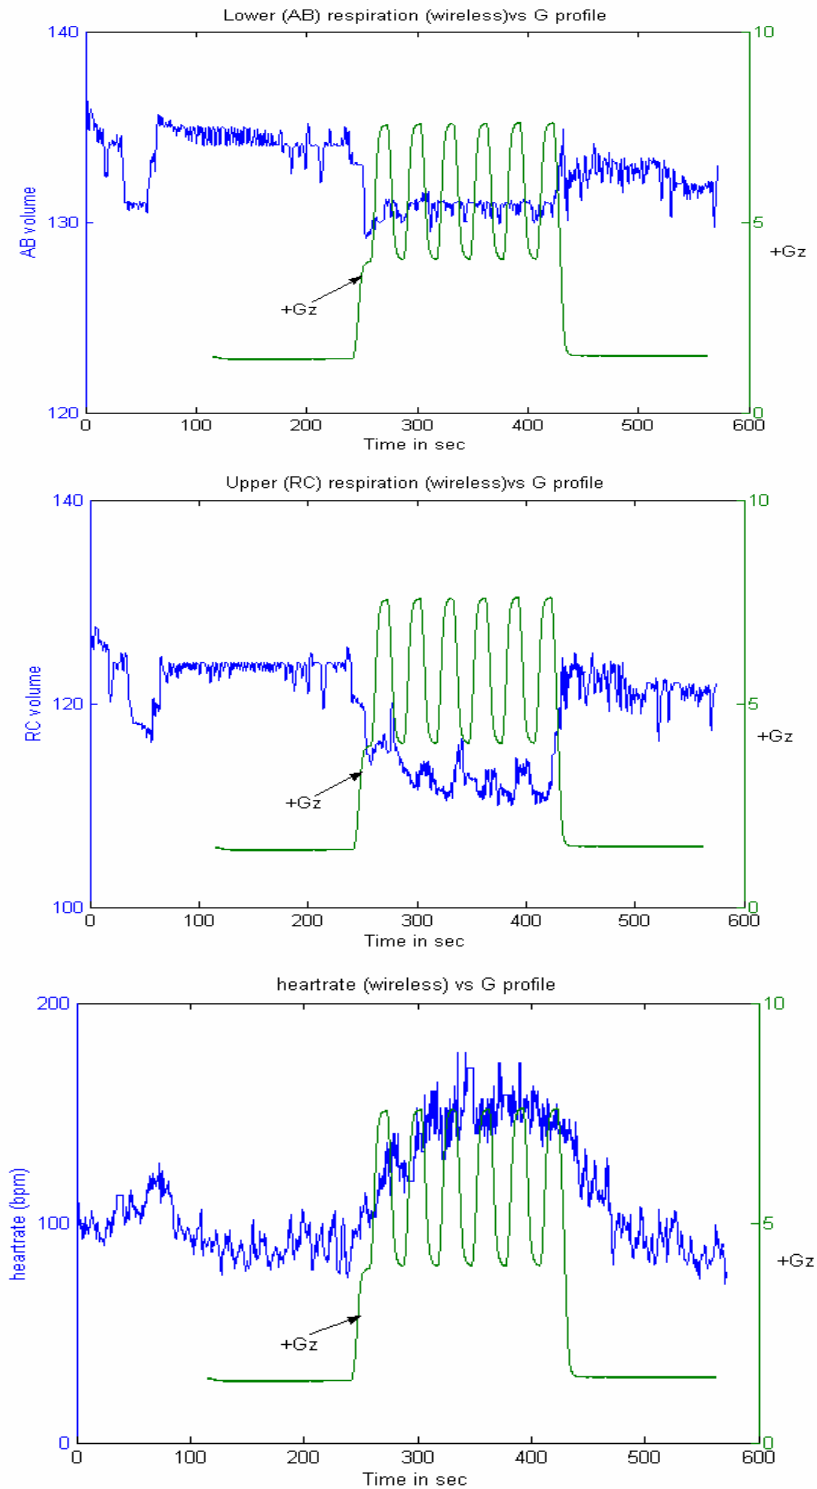 Lower (AB) respiration (wireless)vs G profile
140
10
130
5
AB volume
+Gz
+Gz
120
0
0 100 200 300 400 500 600
Time in sec
Upper (RC) respiration (wireless)vs G profile
140
10
130
120
5
RC volume
+Gz
+Gz
110
100
0
0 100 200 300 400 500 600
Time in sec
heartrate (wireless) vs G profile
200
10
100
5
heartrate (bpm)
+Gz
+Gz
0
0
0 100 200 300 400 500 600
Time in sec